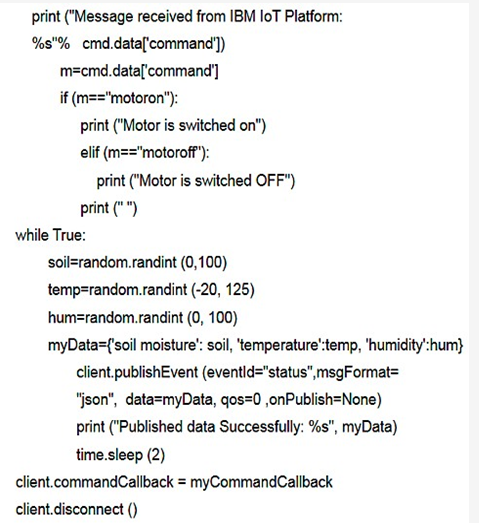 print ("Message received from IBM IoT Platform:
%s"% cmd.data['command'])
m=cmd.data['command']
if (m=="motoron"):
print ("Motor is switched on")
elif (m=="motoroff"):
print ("Motor is switched OFF")
print (" ")
while True:
soil=random.randint (0,100)
temp=random.randint (-20, 125)
hum=random.randint (0, 100)
myData={'soil moisture': soil, 'temperature':temp, 'humidity':hum}
client.publishEvent (eventId="status",msgFormat=
"json", data=myData, qos=0 ,onPublish=None)
print ("Published data Successfully: %s", myData)
time.sleep (2)
client.commandCallback = myCommandCallback
client.disconnect ()